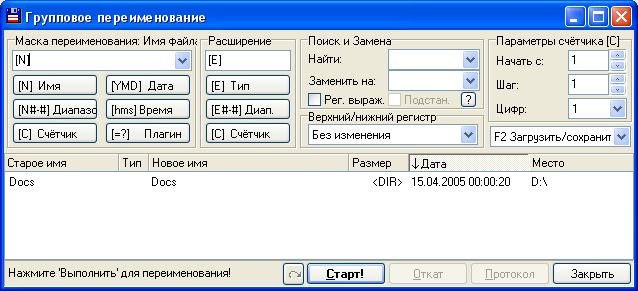 Групповое переименование
Маска переименования: Имя файла
Расширение
Поиск и Замена
Параметры счётчика [C]
[N]
[E]
Найти:
Начать с: 1
[N] Имя
[YMD] Дата
[E] Тип
Заменить на:
Шаг: 1
[N#-#] Диапазо
[hms] Время
[E#-#] Диап.
Рег. выраж.
Подстан.
?
Цифр: 1
[C] Счётчик
[=?] Плагин
[C] Счётчик
Верхний/нижний регистр
Без изменения
F2 Загрузить/сохранит
Старое имя
Тип
Новое имя
Размер
↓Дата
Место
Docs
Docs
<DIR>
15.04.2005 00:00:20
D:\
Нажмите 'Выполнить' для переименования!
Старт!
Откат
Протокол
Закрыть